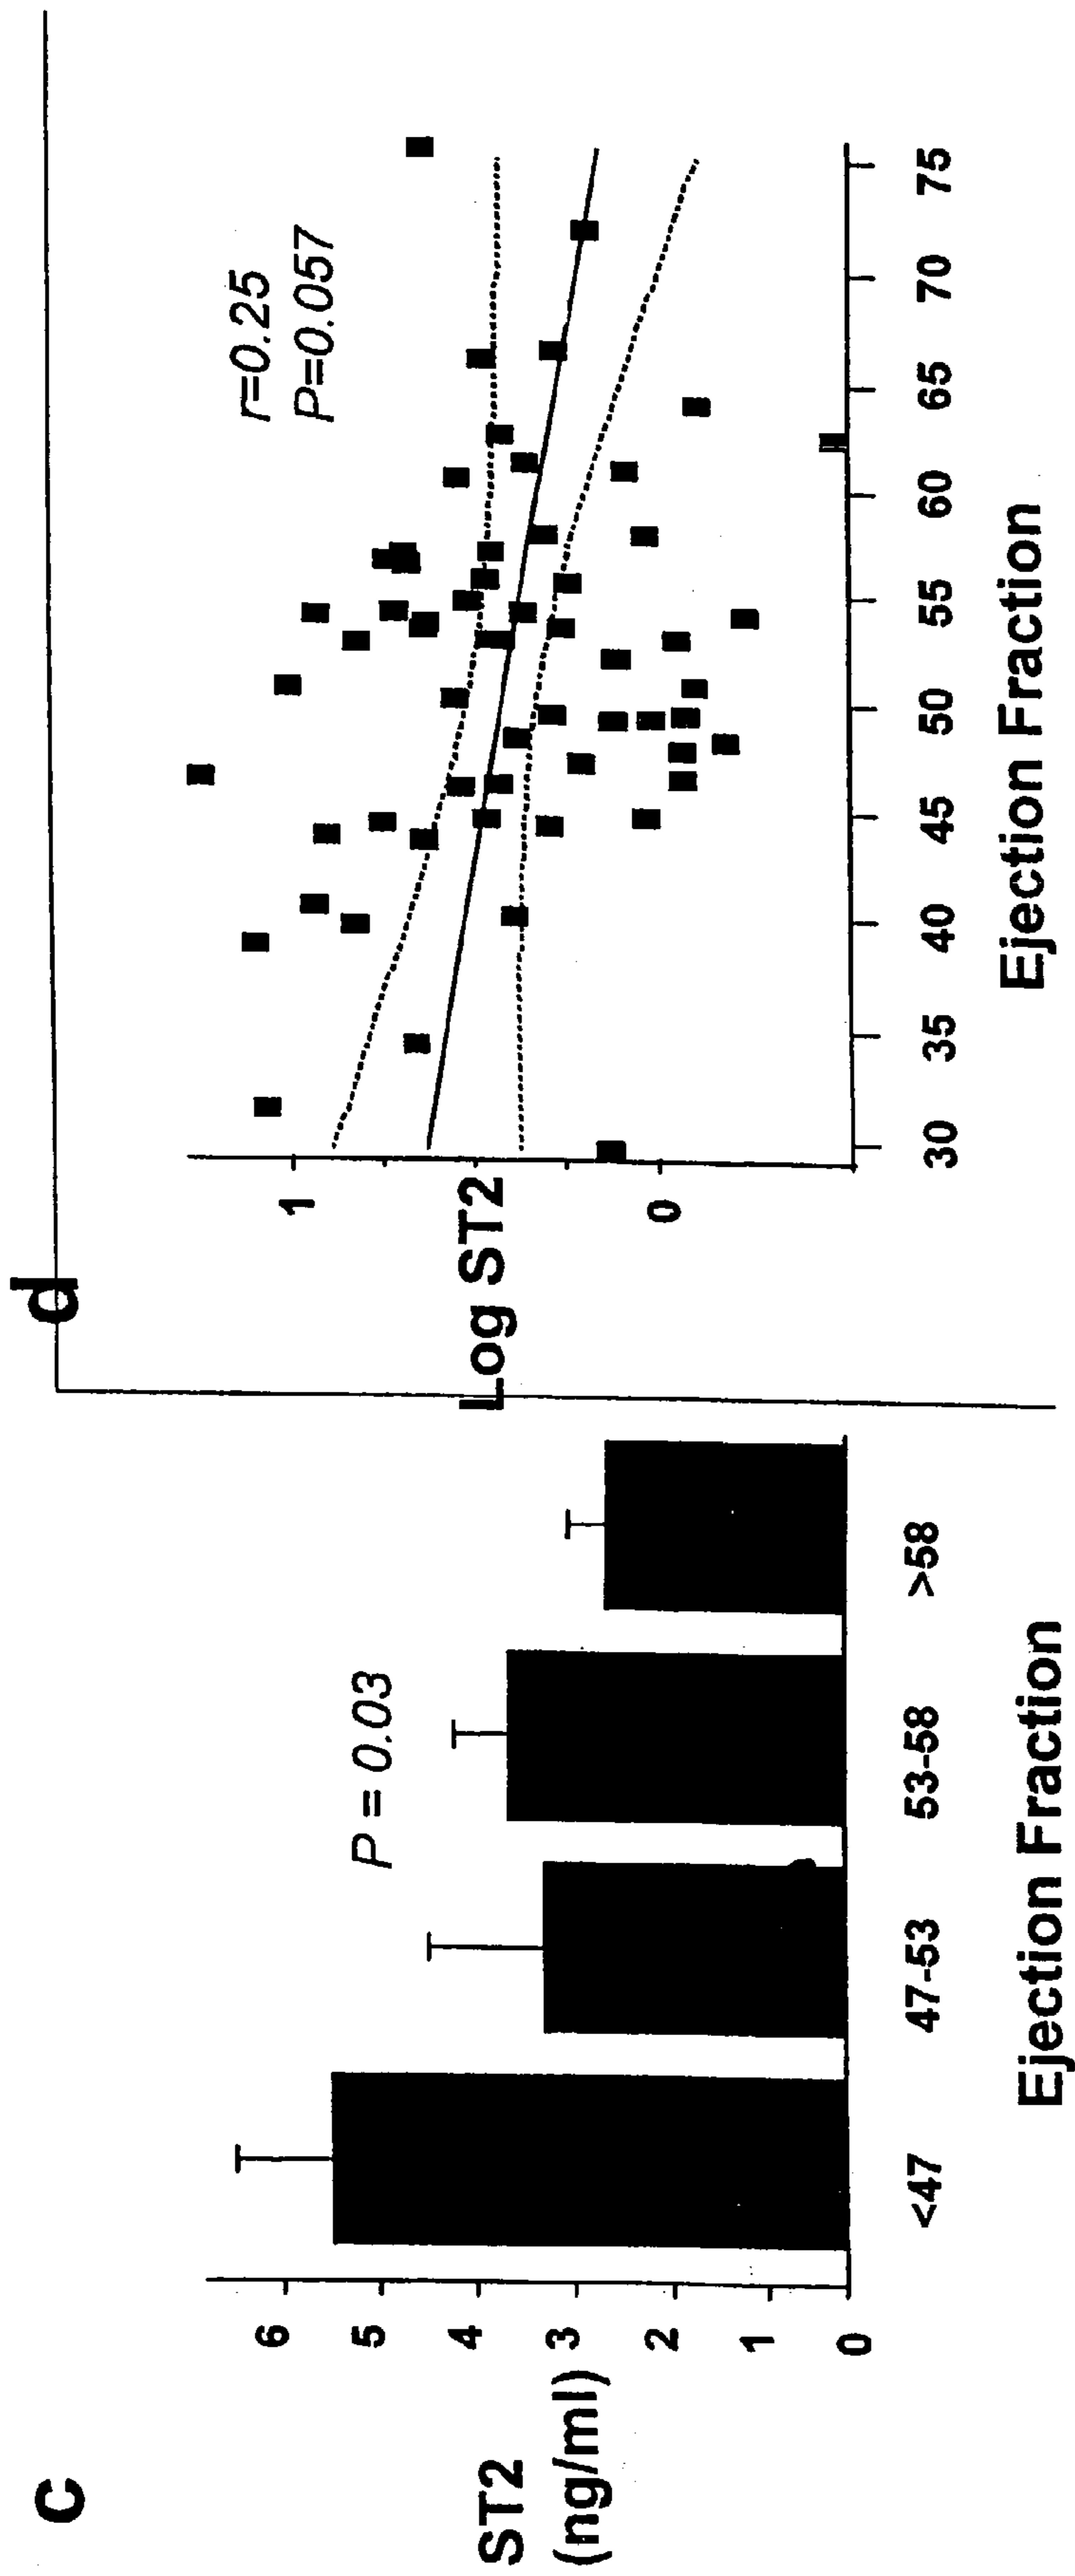 c
ST2
(ng/ml)
6
5
4
3
2
1
0
P = 0.03
<47
47-53
53-58
>58
Ejection Fraction
d
Log ST2
1
0
r=0.25
P=0.057
30
35
40
45
50
55
60
65
70
75
Ejection Fraction